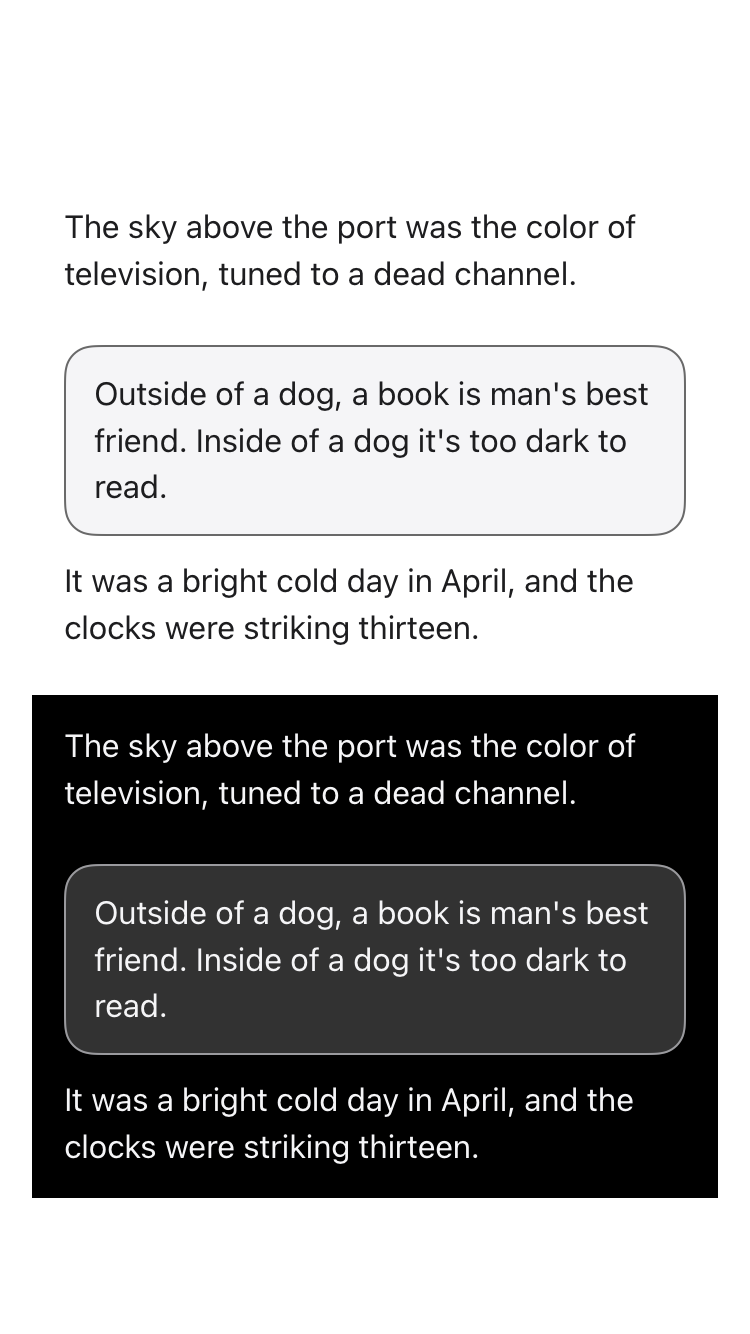 The sky above the port was the color of
television, tuned to a dead channel.
Outside of a dog, a book is man's best
friend. Inside of a dog it's too dark to
read.
It was a bright cold day in April, and the
clocks were striking thirteen.
The sky above the port was the color of
television, tuned to a dead channel.
Outside of a dog, a book is man's best
friend. Inside of a dog it's too dark to
read.
It was a bright cold day in April, and the
clocks were striking thirteen.